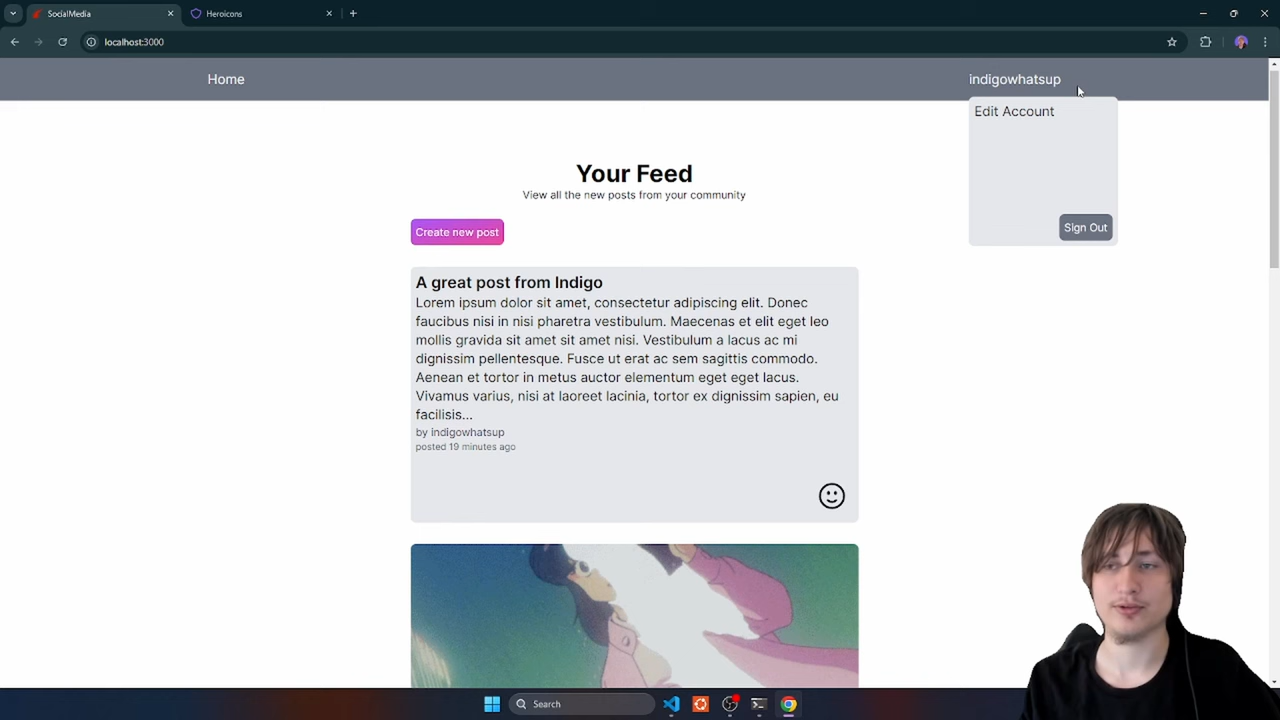 SocialMedia
Heroicons
localhost:3000
Home
indigowhatsup
Edit Account
Sign Out
Your Feed
View all the new posts from your community
Create new post
A great post from Indigo
Lorem ipsum dolor sit amet, consectetur adipiscing elit. Donec
faucibus nisi in nisi pharetra vestibulum. Maecenas et elit eget leo
mollis gravida sit amet sit amet nisi. Vestibulum a lacus ac mi
dignissim pellentesque. Fusce ut erat ac sem sagittis commodo.
Aenean et tortor in metus auctor elementum eget eget lacus.
Vivamus varius, nisi at laoreet lacinia, tortor ex dignissim sapien, eu
facilisis...
by indigowhatsup
posted 19 minutes ago
Search